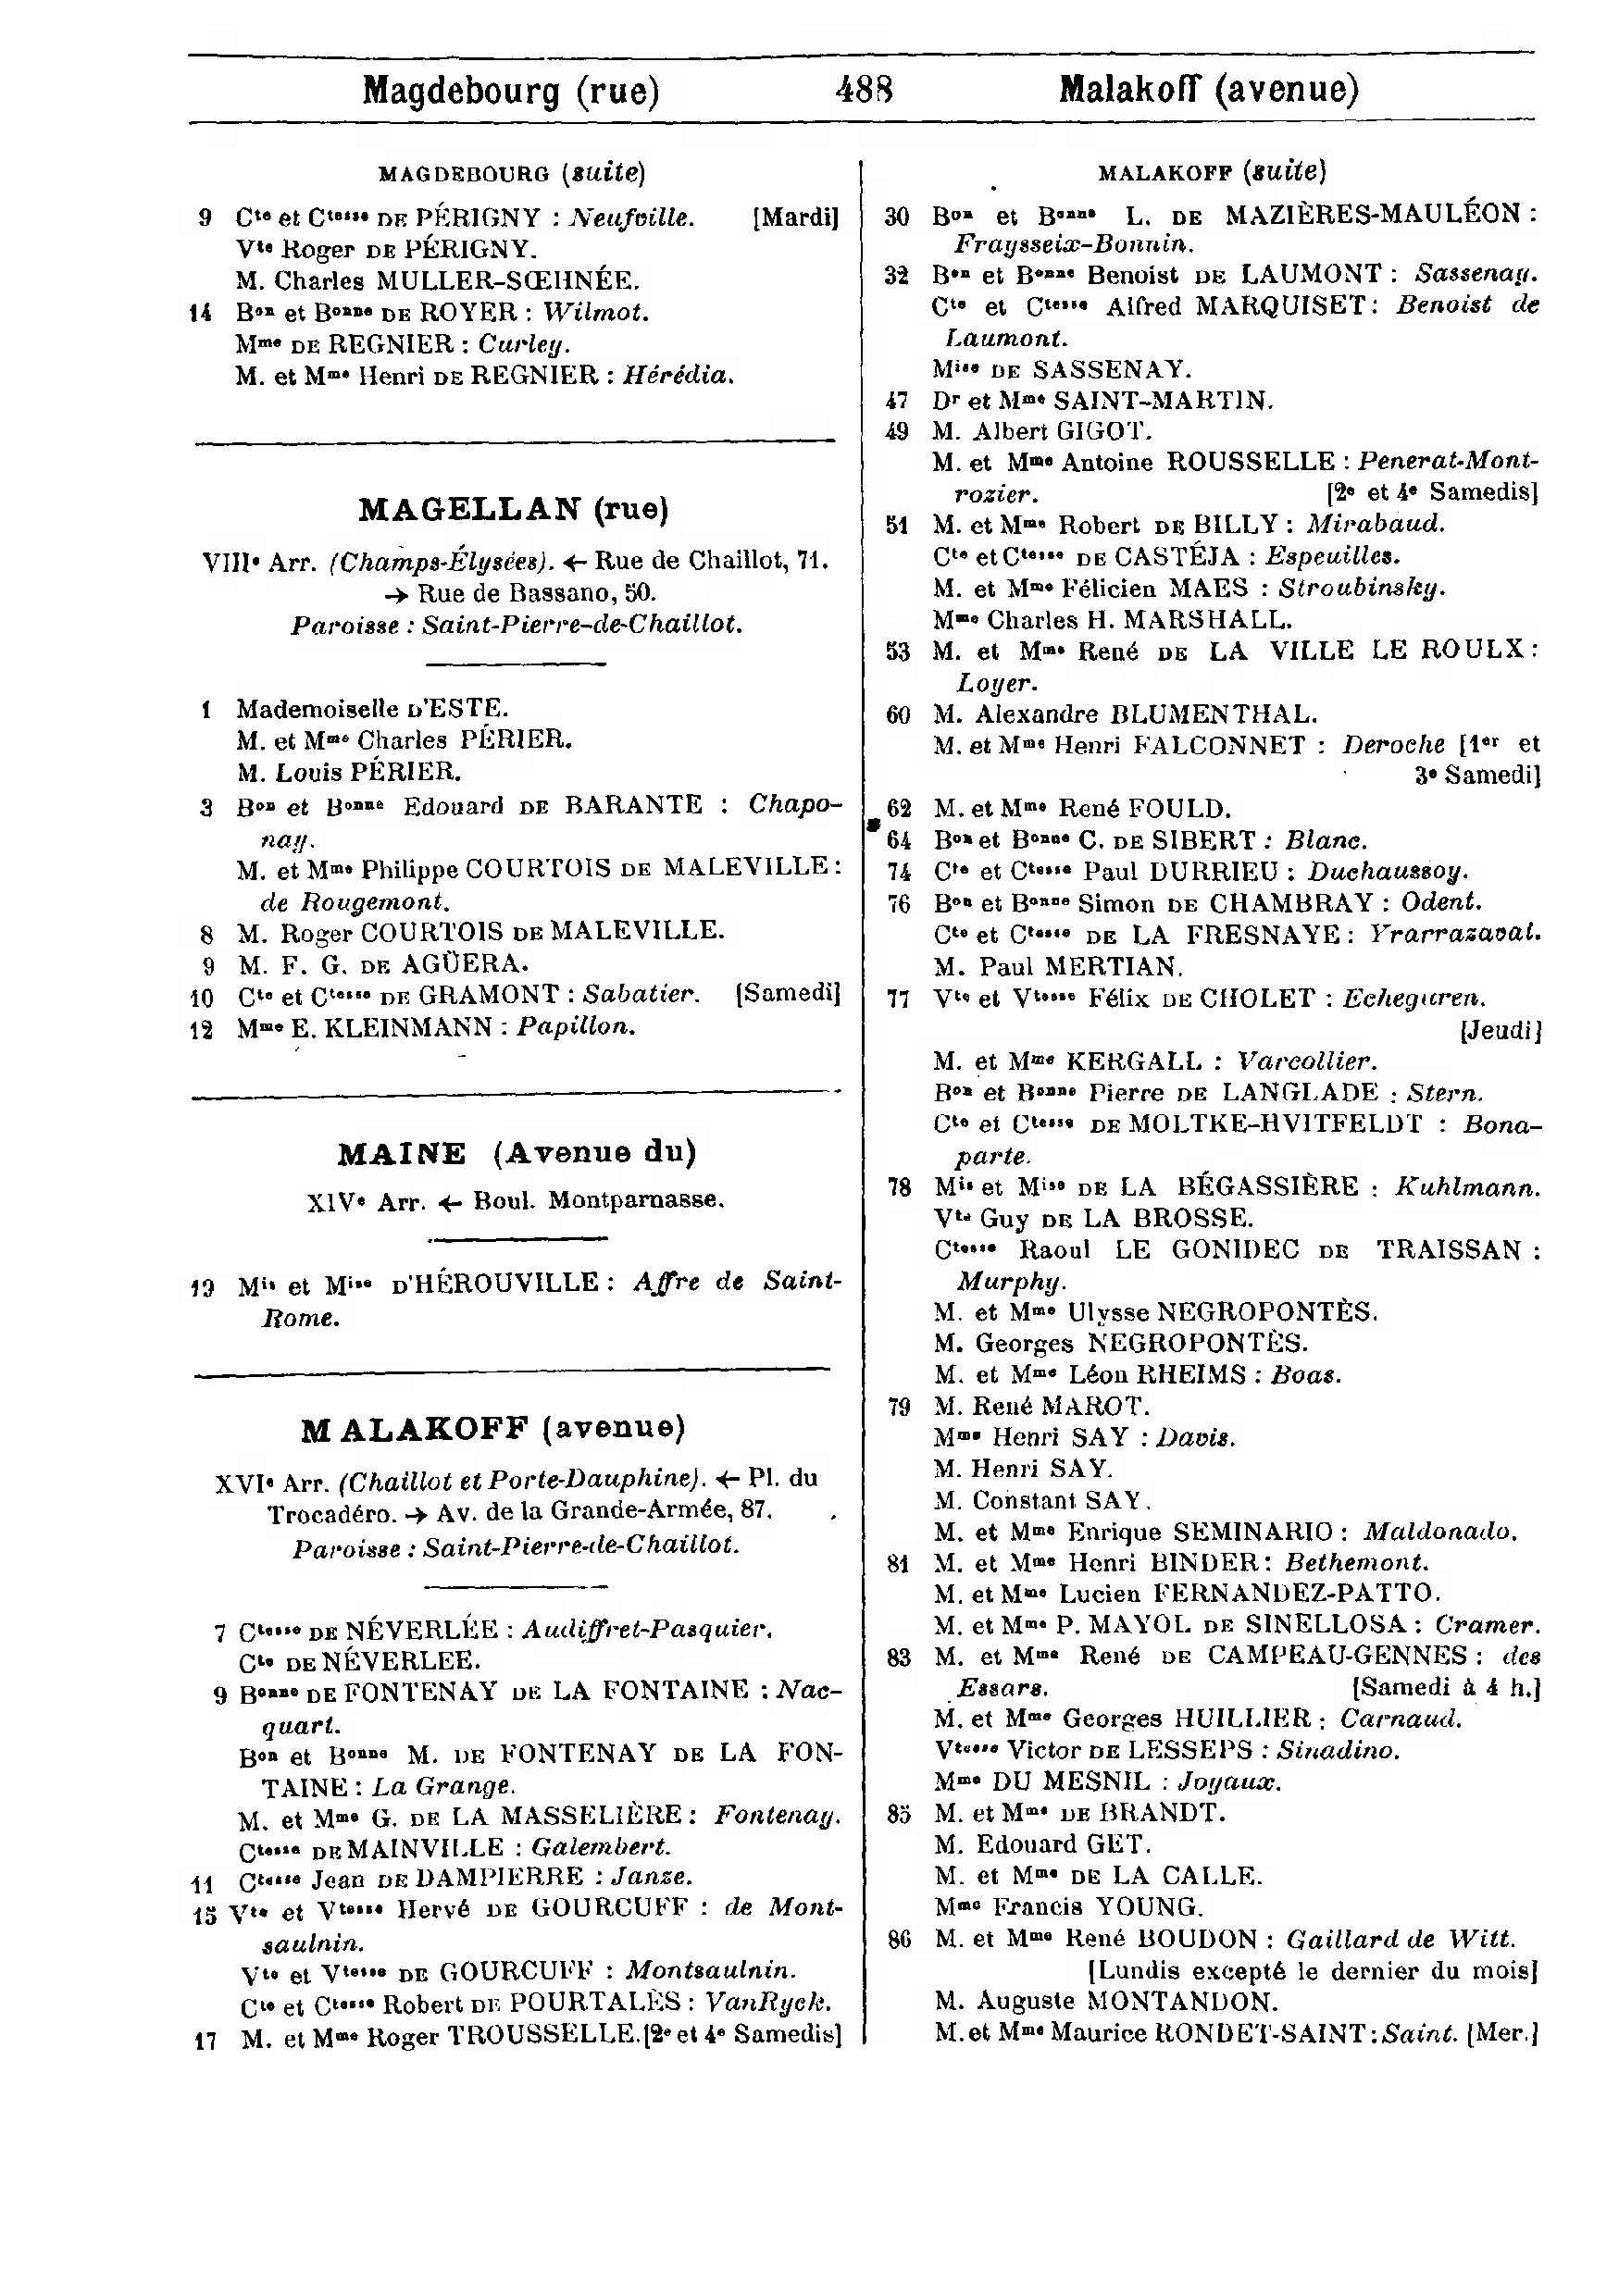 Magdebourg (rue) 488 Malakoff (avenue)
MAGDEBOURG (suite)
9 Cte et Ctesse DE PÉRIGNY : Neufville. [Mardi]
Vte Roger DE PÉRIGNY.
M. Charles MULLER-SŒHNÉE.
14 Bon et Bonne DE ROYER : Wilmot.
Mme DE REGNIER : Curley.
M. et Mme Henri DE REGNIER : Hérédia.
MAGELLAN (rue)
VIIIe Arr. (Champs-Élysées). ← Rue de Chaillot, 71.
→ Rue de Bassano, 50.
Paroisse : Saint-Pierre-de-Chaillot.
1 Mademoiselle D'ESTE.
M. et Mme Charles PÉRIER.
M. Louis PÉRIER.
3 Bon et Bonne Edouard DE BARANTE : Chapo-
nay.
M. et Mme Philippe COURTOIS DE MALEVILLE :
de Rougemont.
8 M. Roger COURTOIS DE MALEVILLE.
9 M. F. G. DE AGÜERA.
10 Cte et Ctesse DE GRAMONT : Sabatier. [Samedi]
12 Mme E. KLEINMANN : Papillon.
MAINE (Avenue du)
XIVe Arr. ← Boul. Montparnasse.
19 Mis et Mise D'HÉROUVILLE : Affre de Saint-
Rome.
MALAKOFF (avenue)
XVIe Arr. (Chaillot et Porte-Dauphine). ← Pl. du
Trocadéro. → Av. de la Grande-Armée, 87.
Paroisse : Saint-Pierre-de-Chaillot.
7 Ctesse DE NÉVERLÉE : Audiffret-Pasquier.
Cte DE NÉVERLEE.
9 Bonne DE FONTENAY DE LA FONTAINE : Nac-
quart.
Bon et Bonne M. DE FONTENAY DE LA FON-
TAINE : La Grange.
M. et Mme G. DE LA MASSELIÈRE : Fontenay.
Ctesse DE MAINVILLE : Galembert.
11 Ctesse Jean DE DAMPIERRE : Janze.
15 Vte et Vtesse Hervé DE GOURCUFF : de Mont-
saulnin.
Vte et Vtesse DE GOURCUFF : Montsaulnin.
Cte et Ctesse Robert DE POURTALÈS : VanRyck.
17 M. et Mme Roger TROUSSELLE. [2e et 4e Samedis]
MALAKOFF (suite)
30 Bon et Bonne L. DE MAZIÈRES-MAULÉON :
Fraysseix-Bonnin.
32 Bon et Bonne Benoist DE LAUMONT : Sassenay.
Cte et Ctesse Alfred MARQUISET : Benoist de
Laumont.
Mise DE SASSENAY.
47 Dr et Mme SAINT-MARTIN.
49 M. Albert GIGOT.
M. et Mme Antoine ROUSSELLE : Penerat-Mont-
rozier. [2e et 4e Samedis]
51 M. et Mme Robert DE BILLY : Mirabaud.
Cte et Ctesse DE CASTÉJA : Espeuilles.
M. et Mme Félicien MAES : Stroubinsky.
Mme Charles H. MARSHALL.
53 M. et Mme René DE LA VILLE LE ROULX :
Loyer.
60 M. Alexandre BLUMENTHAL.
M. et Mme Henri FALCONNET : Deroche [1er et
3e Samedi]
62 M. et Mme René FOULD.
64 Bon et Bonne C. DE SIBERT : Blanc.
74 Cte et Ctesse Paul DURRIEU : Duchaussoy.
76 Bon et Bonne Simon DE CHAMBRAY : Odent.
Cte et Ctesse DE LA FRESNAYE : Yrarrazaval.
M. Paul MERTIAN.
77 Vte et Vtesse Félix DE CHOLET : Echeguren.
[Jeudi]
M. et Mme KERGALL : Varcollier.
Bon et Bonne Pierre DE LANGLADE : Stern.
Cte et Ctesse DE MOLTKE-HVITFELDT : Bona-
parte.
78 Mis et Mise DE LA BÉGASSIÈRE : Kuhlmann.
Vte Guy DE LA BROSSE.
Ctesse Raoul LE GONIDEC DE TRAISSAN :
Murphy.
M. et Mme Ulysse NEGROPONTÈS.
M. Georges NEGROPONTÈS.
M. et Mme Léon RHEIMS : Boas.
79 M. René MAROT.
Mme Henri SAY : Davis.
M. Henri SAY.
M. Constant SAY.
M. et Mme Enrique SEMINARIO : Maldonado.
81 M. et Mme Henri BINDER : Bethemont.
M. et Mme Lucien FERNANDEZ-PATTO.
M. et Mme P. MAYOL DE SINELLOSA : Cramer.
83 M. et Mme René DE CAMPEAU-GENNES : des
Essars. [Samedi à 4 h.]
M. et Mme Georges HUILLIER : Carnaud.
Vtesse Victor DE LESSEPS : Sinadino.
Mme DU MESNIL : Joyaux.
85 M. et Mme DE BRANDT.
M. Edouard GET.
M. et Mme DE LA CALLE.
Mme Francis YOUNG.
86 M. et Mme René BOUDON : Gaillard de Witt.
[Lundis excepté le dernier du mois]
M. Auguste MONTANDON.
M. et Mme Maurice RONDET-SAINT : Saint. [Mer.]